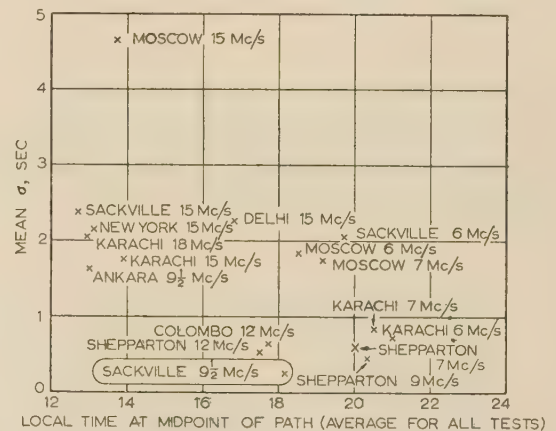 5
4
3
2
1
0
MEAN σ, SEC
MOSCOW 15 Mc/s
SACKVILLE 15 Mc/s
NEW YORK 15 Mc/s
DELHI 15 Mc/s
KARACHI 18 Mc/s
SACKVILLE 6 Mc/s
KARACHI 15 Mc/s
MOSCOW 6 Mc/s
MOSCOW 7 Mc/s
ANKARA 9½ Mc/s
KARACHI 7 Mc/s
COLOMBO 12 Mc/s
KARACHI 6 Mc/s
SHEPPARTON 12 Mc/s
SHEPPARTON
7 Mc/s
SACKVILLE 9½ Mc/s
SHEPPARTON 9 Mc/s
12 14 16 18 20 22 24
LOCAL TIME AT MIDPOINT OF PATH (AVERAGE FOR ALL TESTS)